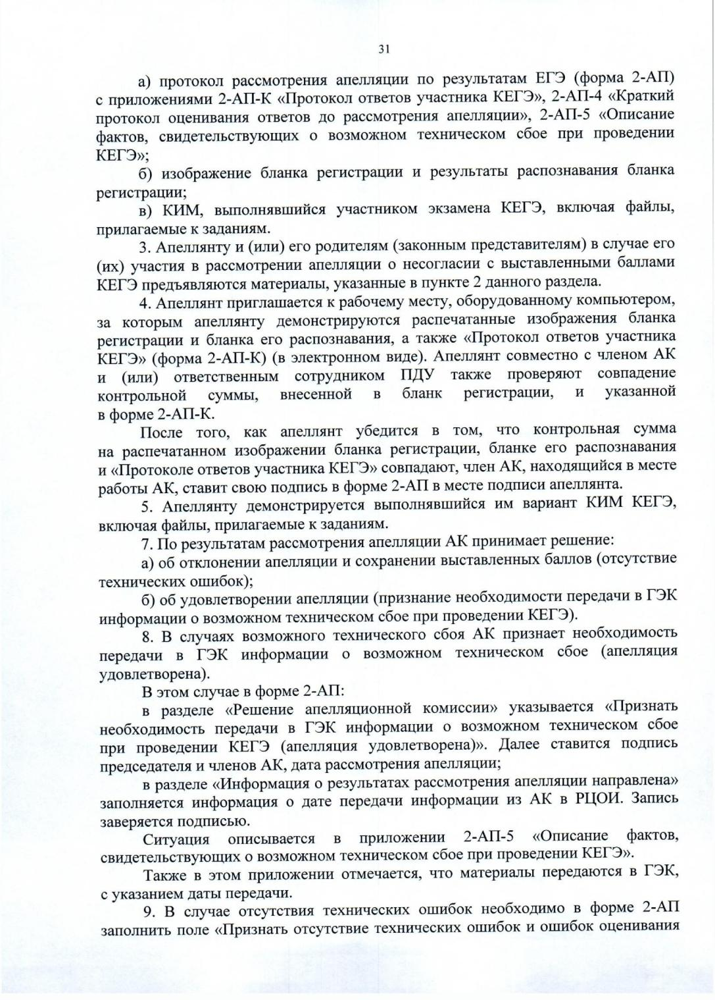 31
а) протокол рассмотрения апелляции по результатам ЕГЭ (форма 2-АП)
с приложениями 2-АП-К «Протокол ответов участника КЕГЭ», 2-АП-4 «Краткий
протокол оценивания ответов до рассмотрения апелляции», 2-АП-5 «Описание
фактов, свидетельствующих о возможном техническом сбое при проведении
КЕГЭ»;
б) изображение бланка регистрации и результаты распознавания бланка
регистрации;
в) КИМ, выполнявшийся участником экзамена КЕГЭ, включая файлы,
прилагаемые к заданиям.
3. Апеллянту и (или) его родителям (законным представителям) в случае его
(их) участия в рассмотрении апелляции о несогласии с выставленными баллами
КЕГЭ предъявляются материалы, указанные в пункте 2 данного раздела.
4. Апеллянт приглашается к рабочему месту, оборудованному компьютером,
за которым апеллянту демонстрируются распечатанные изображения бланка
регистрации и бланка его распознавания, а также «Протокол ответов участника
КЕГЭ» (форма 2-АП-К) (в электронном виде). Апеллянт совместно с членом АК
и (или) ответственным сотрудником ПДУ также проверяют совпадение
контрольной суммы, внесенной в бланк регистрации, и указанной
в форме 2-АП-К.
После того, как апеллянт убедится в том, что контрольная сумма
на распечатанном изображении бланка регистрации, бланке его распознавания
и «Протоколе ответов участника КЕГЭ» совпадают, член АК, находящийся в месте
работы АК, ставит свою подпись в форме 2-АП в месте подписи апеллянта.
5. Апеллянту демонстрируется выполнявшийся им вариант КИМ КЕГЭ,
включая файлы, прилагаемые к заданиям.
7. По результатам рассмотрения апелляции АК принимает решение:
а) об отклонении апелляции и сохранении выставленных баллов (отсутствие
технических ошибок);
б) об удовлетворении апелляции (признание необходимости передачи в ГЭК
информации о возможном техническом сбое при проведении КЕГЭ).
8. В случаях возможного технического сбоя АК признает необходимость
передачи в ГЭК информации о возможном техническом сбое (апелляция
удовлетворена).
В этом случае в форме 2-АП:
в разделе «Решение апелляционной комиссии» указывается «Признать
необходимость передачи в ГЭК информации о возможном техническом сбое
при проведении КЕГЭ (апелляция удовлетворена)». Далее ставится подпись
председателя и членов АК, дата рассмотрения апелляции;
в разделе «Информация о результатах рассмотрения апелляции направлена»
заполняется информация о дате передачи информации из АК в РЦОИ. Запись
заверяется подписью.
Ситуация описывается в приложении 2-АП-5 «Описание фактов,
свидетельствующих о возможном техническом сбое при проведении КЕГЭ».
Также в этом приложении отмечается, что материалы передаются в ГЭК,
с указанием даты передачи.
9. В случае отсутствия технических ошибок необходимо в форме 2-АП
заполнить поле «Признать отсутствие технических ошибок и ошибок оценивания